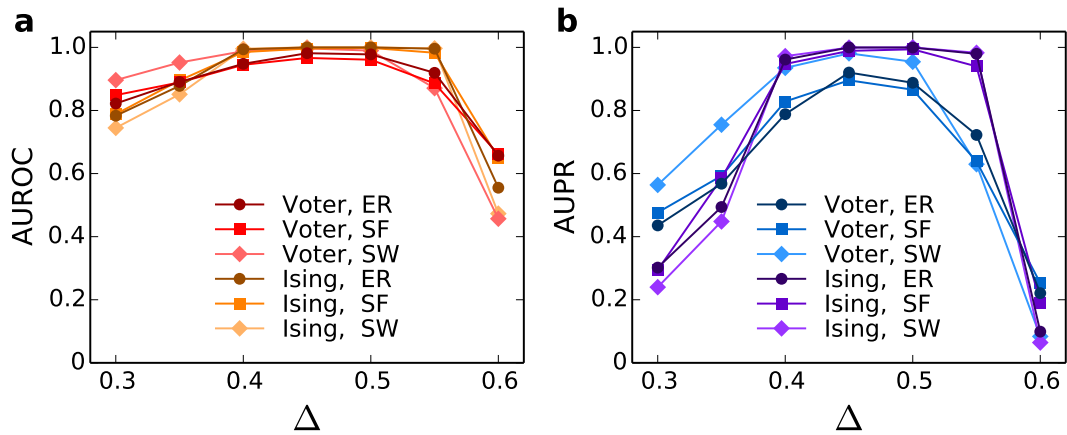 a
AUROC
1.0
0.8
0.6
0.4
0.2
0
0.3 0.4 0.5 0.6
Δ
Voter, ER
Voter, SF
Voter, SW
Ising, ER
Ising, SF
Ising, SW
b
AUPR
1.0
0.8
0.6
0.4
0.2
0
0.3 0.4 0.5 0.6
Δ
Voter, ER
Voter, SF
Voter, SW
Ising, ER
Ising, SF
Ising, SW